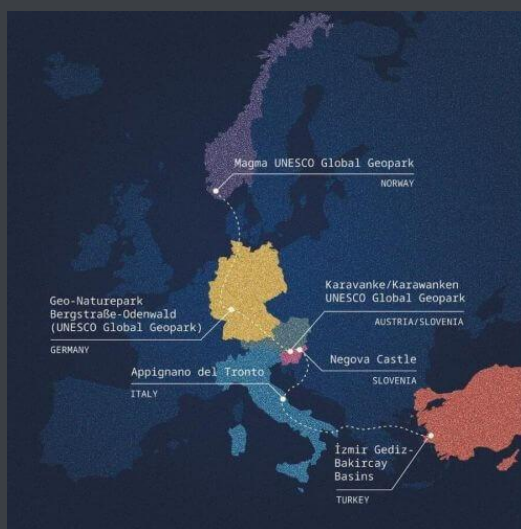 Magma UNESCO Global Geopark
NORWAY
Geo-Naturepark
Bergstraße-Odenwald
(UNESCO Global Geopark)
GERMANY
Karavanke/Karawanken
UNESCO Global Geopark
AUSTRIA/SLOVENIA
Negova Castle
SLOVENIA
Appignano del Tronto
ITALY
İzmir Gediz-
Bakircay
Basins
TURKEY